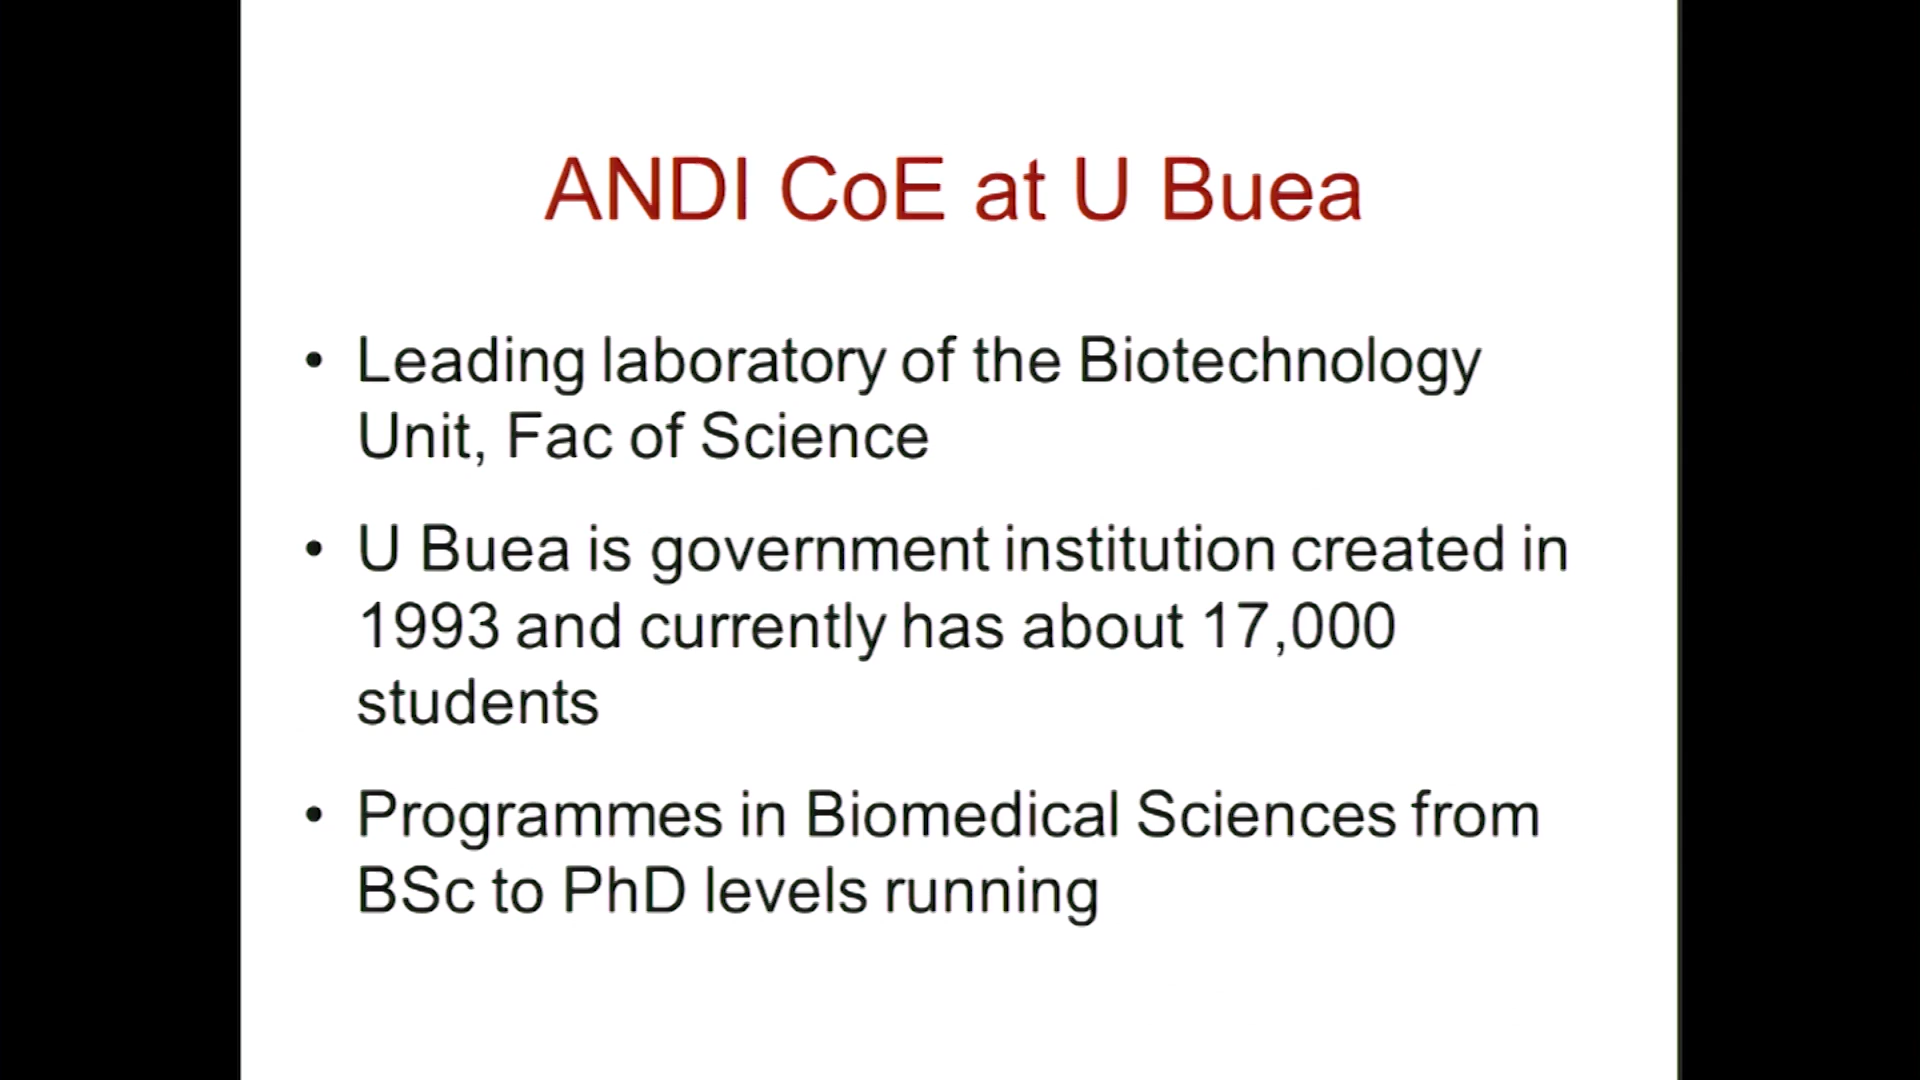 ANDI CoE at U Buea
• Leading laboratory of the Biotechnology
Unit, Fac of Science
• U Buea is government institution created in
1993 and currently has about 17,000
students
• Programmes in Biomedical Sciences from
BSc to PhD levels running